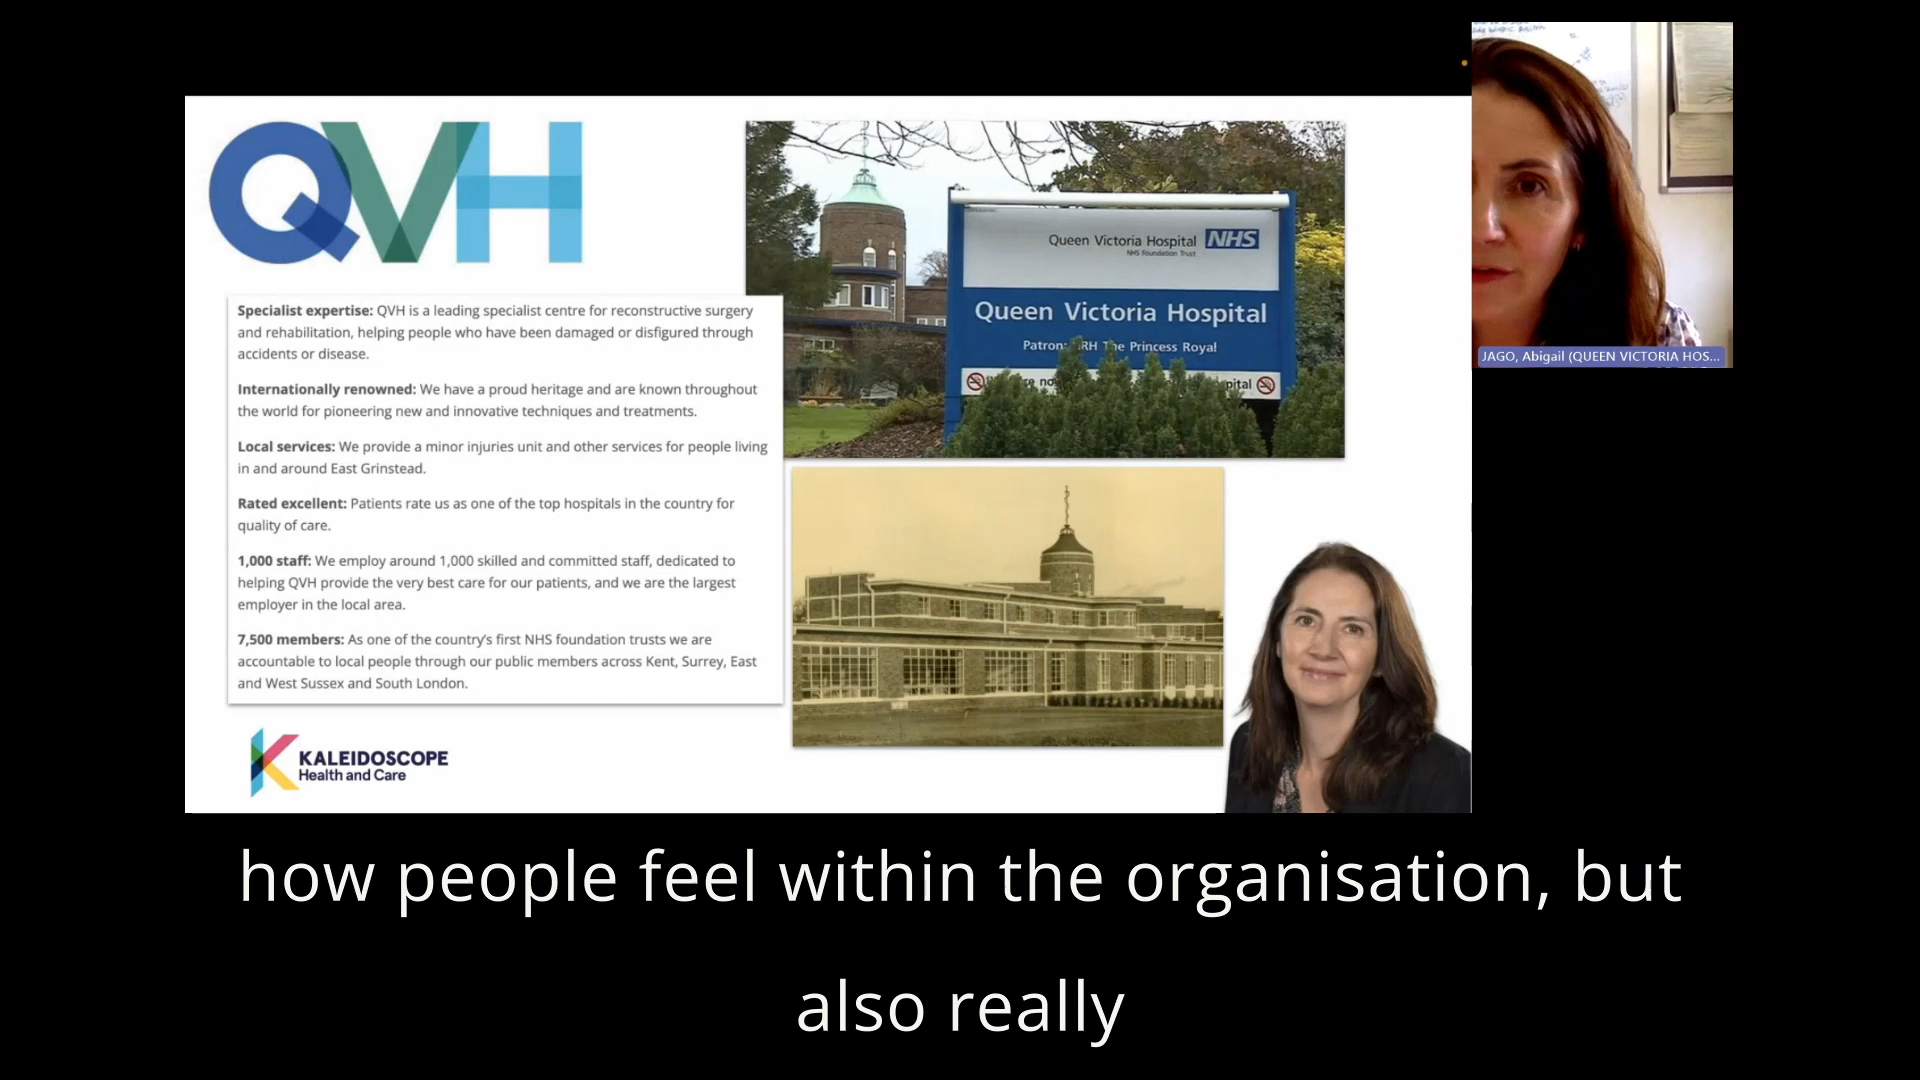 QVH
Specialist expertise: QVH is a leading specialist centre for reconstructive surgery
and rehabilitation, helping people who have been damaged or disfigured through
accidents or disease.
Internationally renowned: We have a proud heritage and are known throughout
the world for pioneering new and innovative techniques and treatments.
Local services: We provide a minor injuries unit and other services for people living
in and around East Grinstead.
Rated excellent: Patients rate us as one of the top hospitals in the country for
quality of care.
1,000 staff: We employ around 1,000 skilled and committed staff, dedicated to
helping QVH provide the very best care for our patients, and we are the largest
employer in the local area.
7,500 members: As one of the country's first NHS foundation trusts we are
accountable to local people through our public members across Kent, Surrey, East
and West Sussex and South London.
KALEIDOSCOPE
Health and Care
Queen Victoria Hospital NHS
NHS Foundation Trust
Queen Victoria Hospital
Patron: HRH The Princess Royal
JAGO, Abigail (QUEEN VICTORIA HOS...
how people feel within the organisation, but
also really